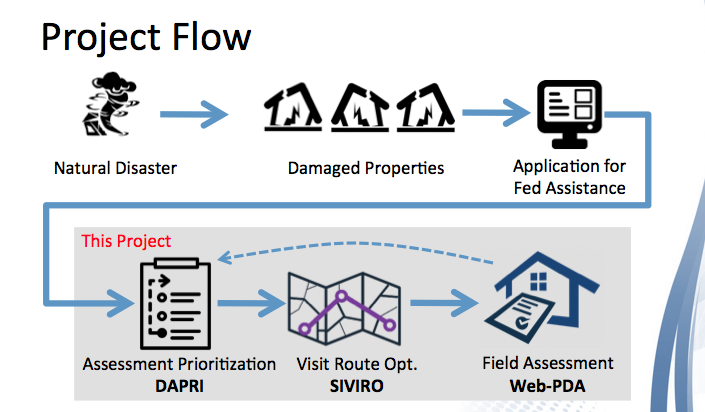 Project Flow
Natural Disaster
Damaged Properties
Application for
Fed Assistance
This Project
Assessment Prioritization
DAPRI
Visit Route Opt.
SIVIRO
Field Assessment
Web-PDA